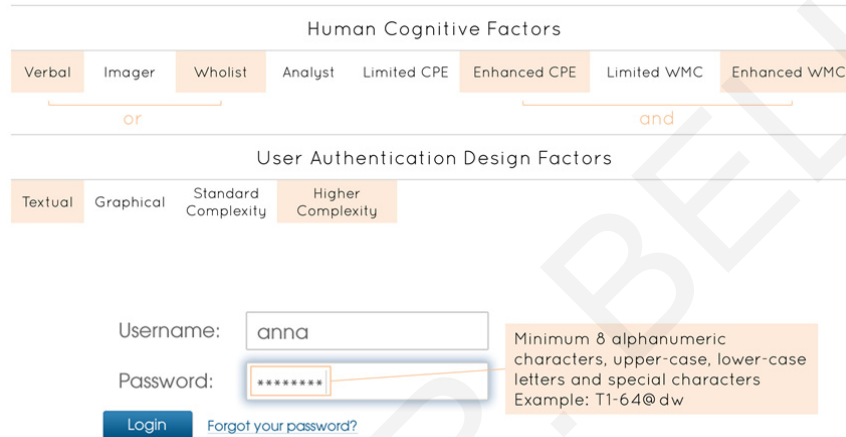 Human Cognitive Factors
Verbal Imager Wholist Analyst Limited CPE Enhanced CPE Limited WMC Enhanced WMC
or and
User Authentication Design Factors
Textual Graphical Standard Complexity Higher Complexity
Username: anna
Password: ********
Minimum 8 alphanumeric
characters, upper-case, lower-case
letters and special characters
Example: T1-64@dw
Login Forgot your password?